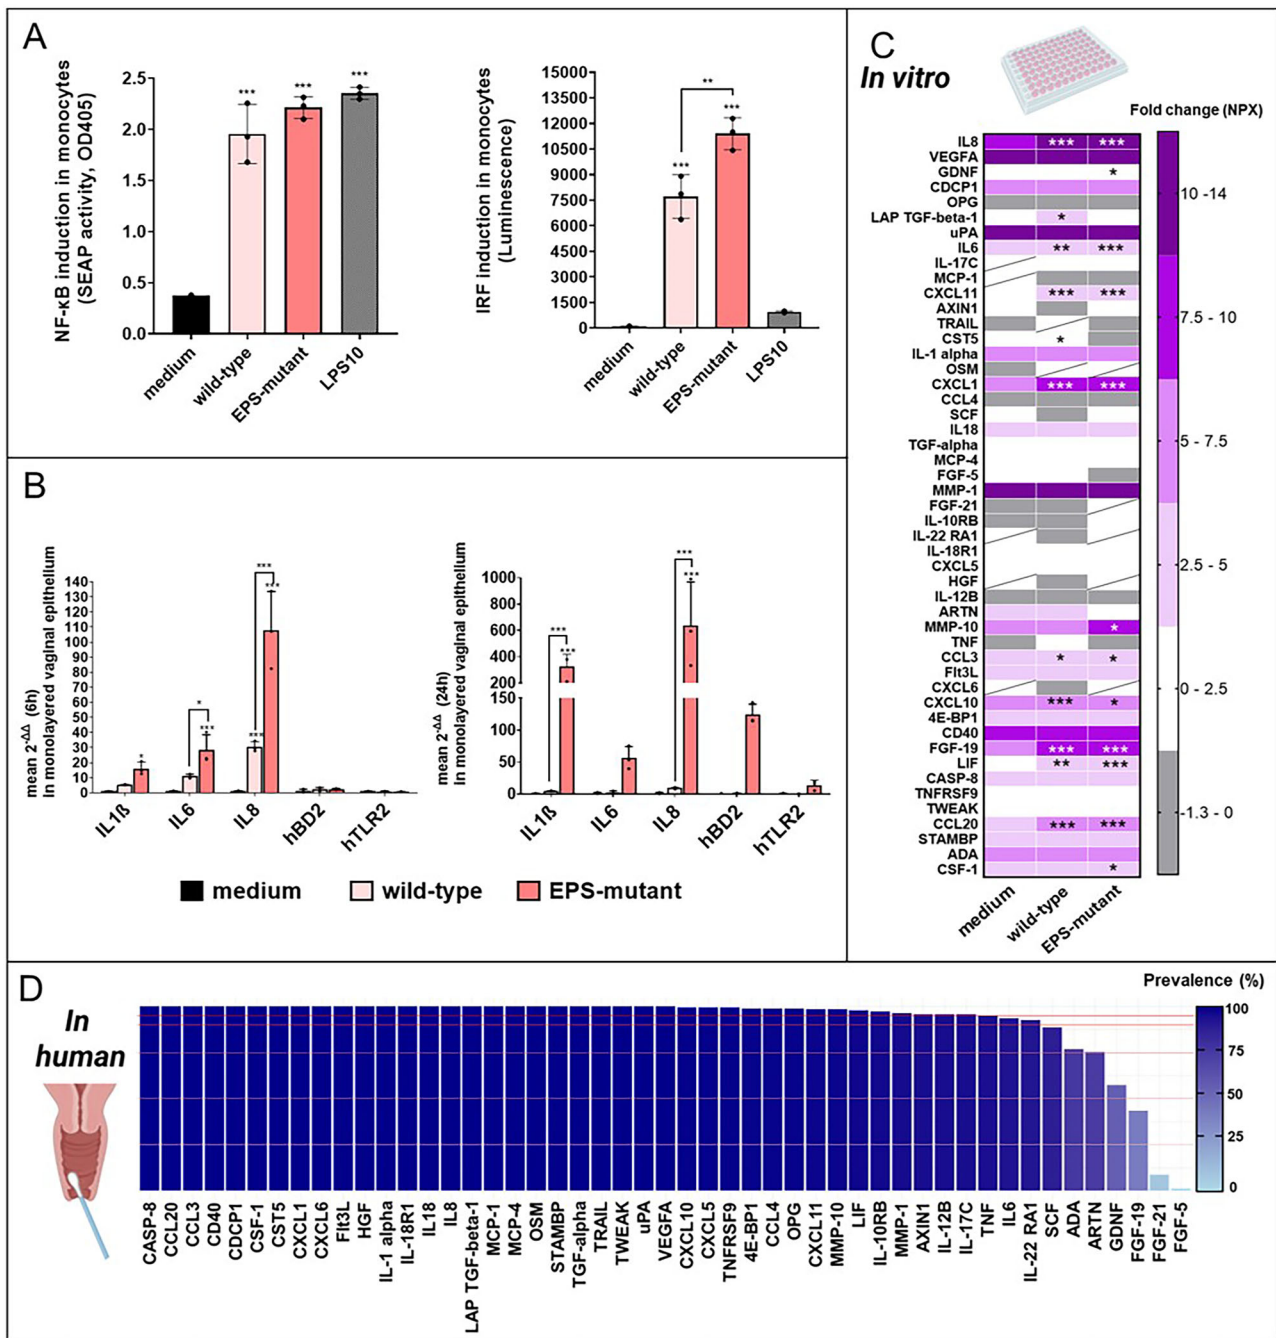 A
NF-κB induction in monocytes
(SEAP activity, OD405)
2.5
2.0
1.5
1.0
0.5
0.0
***
***
***
medium
wild-type
EPS-mutant
LPS10
IRF induction in monocytes
(Luminescence)
15000
13500
12000
10500
9000
7500
6000
4500
3000
1500
0
**
***
***
medium
wild-type
EPS-mutant
LPS10
B
mean 2^-ΔΔ (6h)
In monolayered vaginal epithelium
140
130
120
110
100
90
80
70
60
50
40
30
20
10
0
*
*
***
***
***
***
IL1ß
IL6
IL8
hBD2
hTLR2
mean 2^-ΔΔ (24h)
In monolayered vaginal epithelium
1000
800
600
400
200
150
100
50
0
***
***
***
***
IL1ß
IL6
IL8
hBD2
hTLR2
medium
wild-type
EPS-mutant
C
In vitro
Fold change (NPX)
IL8 *** ***
VEGFA
GDNF *
CDCP1
OPG
LAP TGF-beta-1 *
uPA
IL6 ** ***
IL-17C
MCP-1
CXCL11 *** ***
AXIN1
TRAIL
CST5 *
IL-1 alpha
OSM
CXCL1 *** ***
CCL4
SCF
IL18
TGF-alpha
MCP-4
FGF-5
MMP-1
FGF-21
IL-10RB
IL-22 RA1
IL-18R1
CXCL5
HGF
IL-12B
ARTN
MMP-10 *
TNF
CCL3 * *
Flt3L
CXCL6
CXCL10 *** *
4E-BP1
CD40
FGF-19 *** ***
LIF ** ***
CASP-8
TNFRSF9
TWEAK
CCL20 *** ***
STAMBP
ADA
CSF-1 *
medium
wild-type
EPS-mutant
10 -14
7.5 - 10
5 - 7.5
2.5 - 5
0 - 2.5
-1.3 - 0
D
In
human
Prevalence (%)
100
75
50
25
0
CASP-8
CCL20
CCL3
CD40
CDCP1
CSF-1
CST5
CXCL1
CXCL6
Flt3L
HGF
IL-1 alpha
IL-18R1
IL18
IL8
LAP TGF-beta-1
MCP-1
MCP-4
OSM
STAMBP
TGF-alpha
TRAIL
TWEAK
uPA
VEGFA
CXCL10
CXCL5
TNFRSF9
4E-BP1
CCL4
OPG
CXCL11
MMP-10
LIF
IL-10RB
MMP-1
AXIN1
IL-12B
IL-17C
TNF
IL6
IL-22 RA1
SCF
ADA
ARTN
GDNF
FGF-19
FGF-21
FGF-5